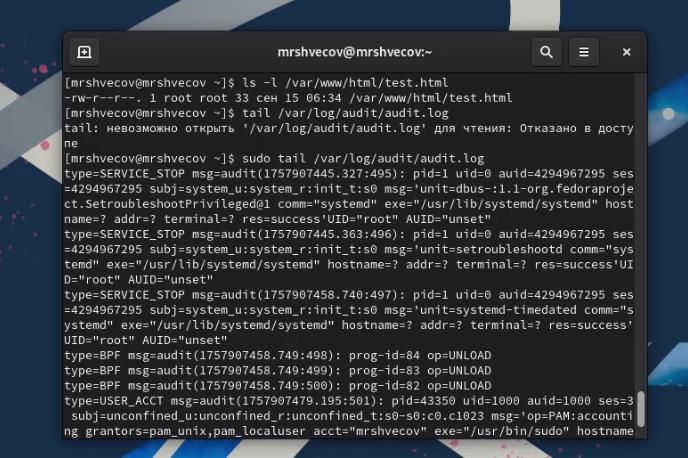 mrshvecov@mrshvecov:~
[mrshvecov@mrshvecov ~]$ ls -l /var/www/html/test.html
-rw-r--r--. 1 root root 33 сен 15 06:34 /var/www/html/test.html
[mrshvecov@mrshvecov ~]$ tail /var/log/audit/audit.log
tail: невозможно открыть '/var/log/audit/audit.log' для чтения: Отказано в досту
пе
[mrshvecov@mrshvecov ~]$ sudo tail /var/log/audit/audit.log
type=SERVICE_STOP msg=audit(1757907445.327:495): pid=1 uid=0 auid=4294967295 ses
=4294967295 subj=system_u:system_r:init_t:s0 msg='unit=dbus-:1.1-org.fedoraproje
ct.SetroubleshootPrivileged@1 comm="systemd" exe="/usr/lib/systemd/systemd" host
name=? addr=? terminal=? res=success'UID="root" AUID="unset"
type=SERVICE_STOP msg=audit(1757907445.363:496): pid=1 uid=0 auid=4294967295 ses
=4294967295 subj=system_u:system_r:init_t:s0 msg='unit=setroubleshootd comm="sys
temd" exe="/usr/lib/systemd/systemd" hostname=? addr=? terminal=? res=success'UI
D="root" AUID="unset"
type=SERVICE_STOP msg=audit(1757907458.740:497): pid=1 uid=0 auid=4294967295 ses
=4294967295 subj=system_u:system_r:init_t:s0 msg='unit=systemd-timedated comm="s
ystemd" exe="/usr/lib/systemd/systemd" hostname=? addr=? terminal=? res=success'
UID="root" AUID="unset"
type=BPF msg=audit(1757907458.749:498): prog-id=84 op=UNLOAD
type=BPF msg=audit(1757907458.749:499): prog-id=83 op=UNLOAD
type=BPF msg=audit(1757907458.749:500): prog-id=82 op=UNLOAD
type=USER_ACCT msg=audit(1757907479.195:501): pid=43350 uid=1000 auid=1000 ses=3
subj=unconfined_u:unconfined_r:unconfined_t:s0-s0:c0.c1023 msg='op=PAM:accounti
ng grantors=pam_unix,pam_localuser acct="mrshvecov" exe="/usr/bin/sudo" hostname